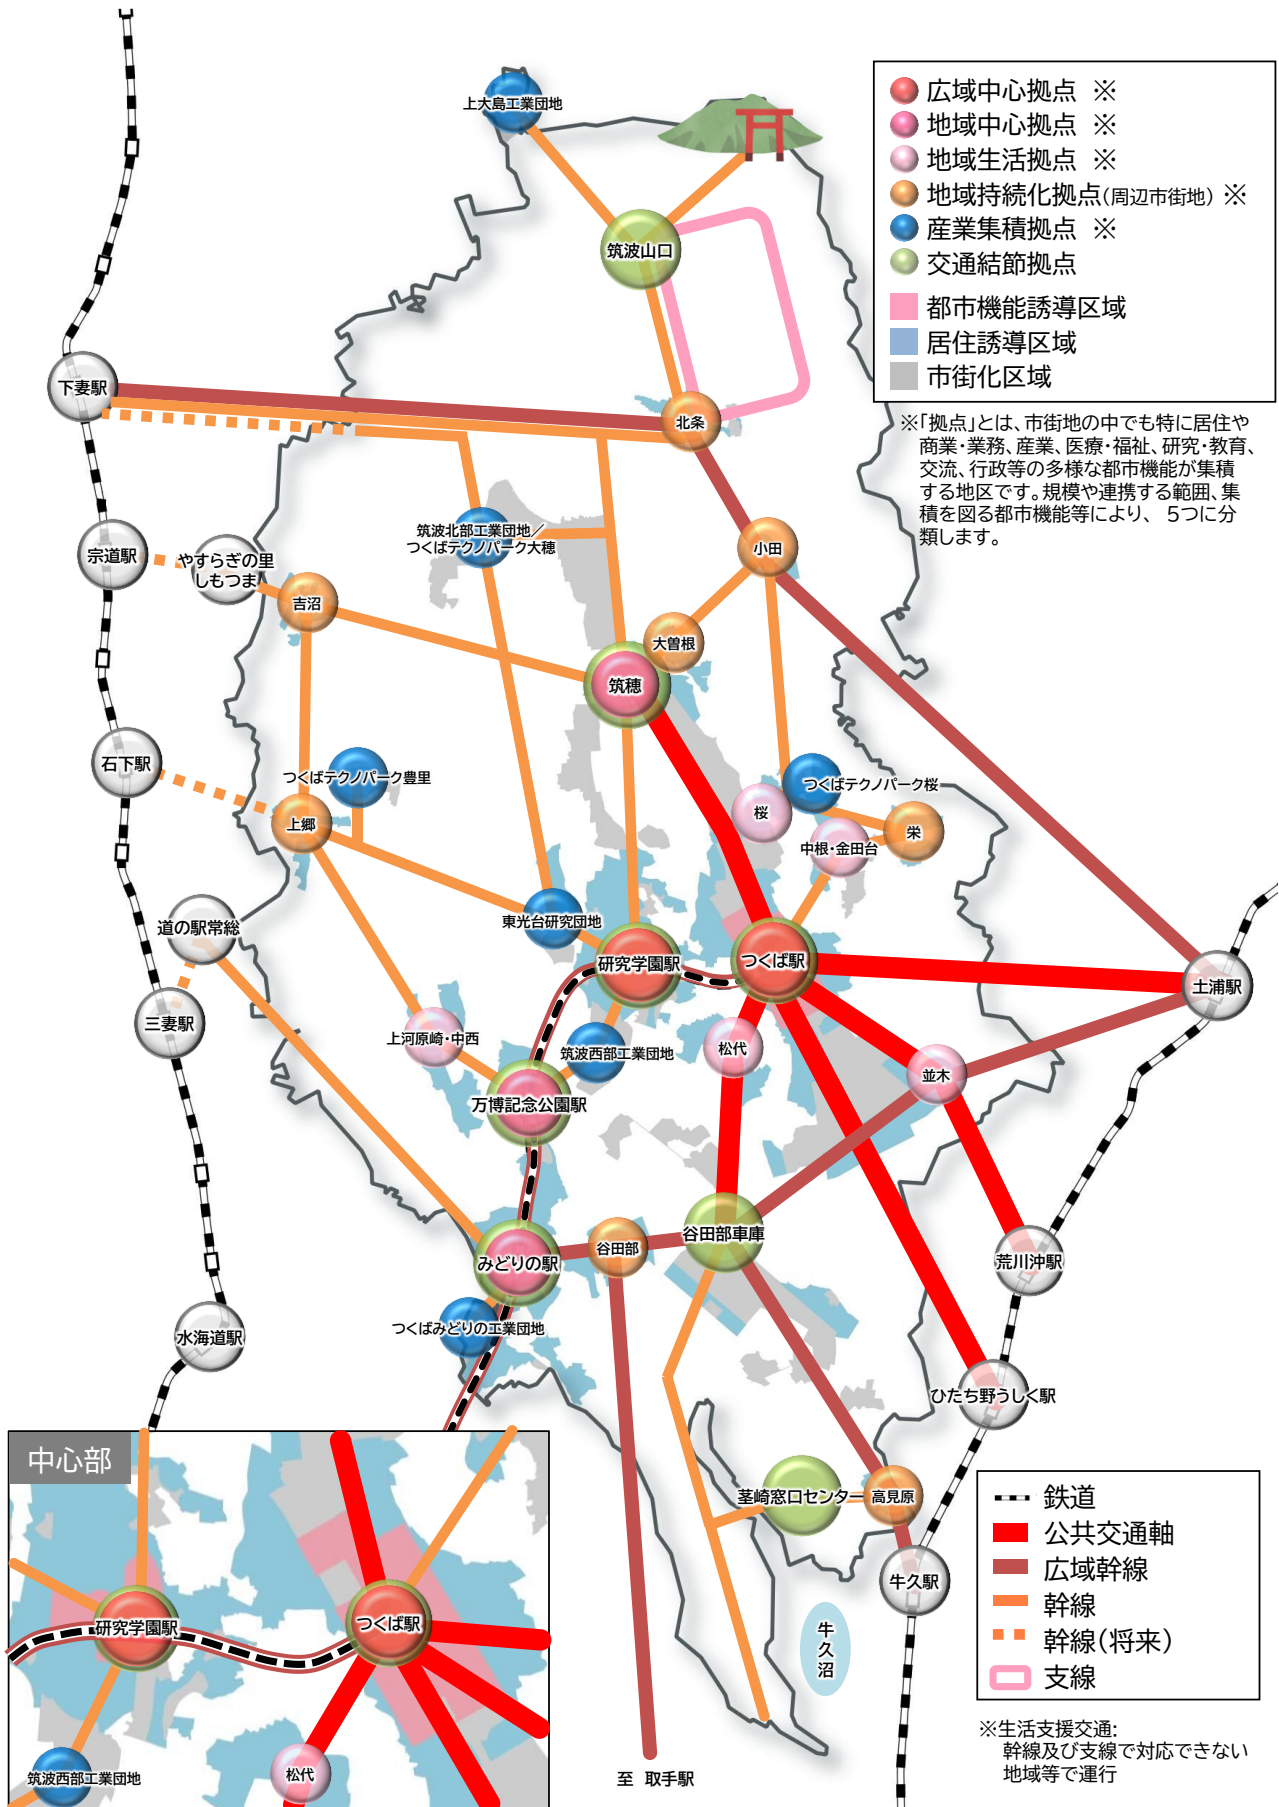 広域中心拠点 ※
地域中心拠点 ※
地域生活拠点 ※
地域持続化拠点(周辺市街地) ※
産業集積拠点 ※
交通結節拠点
都市機能誘導区域
居住誘導区域
市街化区域
※「拠点」とは、市街地の中でも特に居住や
商業・業務、産業、医療・福祉、研究・教育、
交流、行政等の多様な都市機能が集積
する地区です。規模や連携する範囲、集
積を図る都市機能等により、 5つに分
類します。
上大島工業団地
筑波山口
下妻駅
北条
筑波北部工業団地/
つくばテクノパーク大穂
小田
宗道駅
やすらぎの里
しもつま
吉沼
大曽根
筑穂
石下駅
つくばテクノパーク豊里
つくばテクノパーク桜
上郷
桜
栄
中根・金田台
道の駅常総
東光台研究団地
研究学園駅
つくば駅
土浦駅
三妻駅
上河原崎・中西
筑波西部工業団地
松代
並木
万博記念公園駅
谷田部車庫
谷田部
みどりの駅
荒川沖駅
つくばみどりの工業団地
水海道駅
ひたち野うしく駅
茎崎窓口センター
高見原
牛久駅
牛久沼
至 取手駅
中心部
研究学園駅
つくば駅
松代
筑波西部工業団地
鉄道
公共交通軸
広域幹線
幹線
幹線(将来)
支線
※生活支援交通:
幹線及び支線で対応できない
地域等で運行